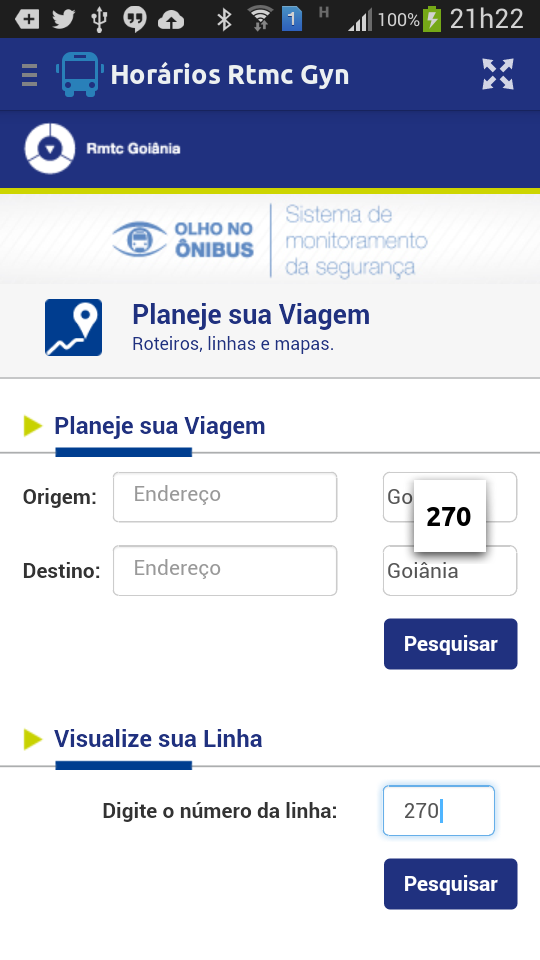 1 H 100% 21h22
Horários Rtmc Gyn
Rmtc Goiânia
OLHO NO
ÔNIBUS
Sistema de
monitoramento
da segurança
Planeje sua Viagem
Roteiros, linhas e mapas.
Planeje sua Viagem
Origem: Endereço Go
270
Destino: Endereço Goiânia
Pesquisar
Visualize sua Linha
Digite o número da linha: 270
Pesquisar